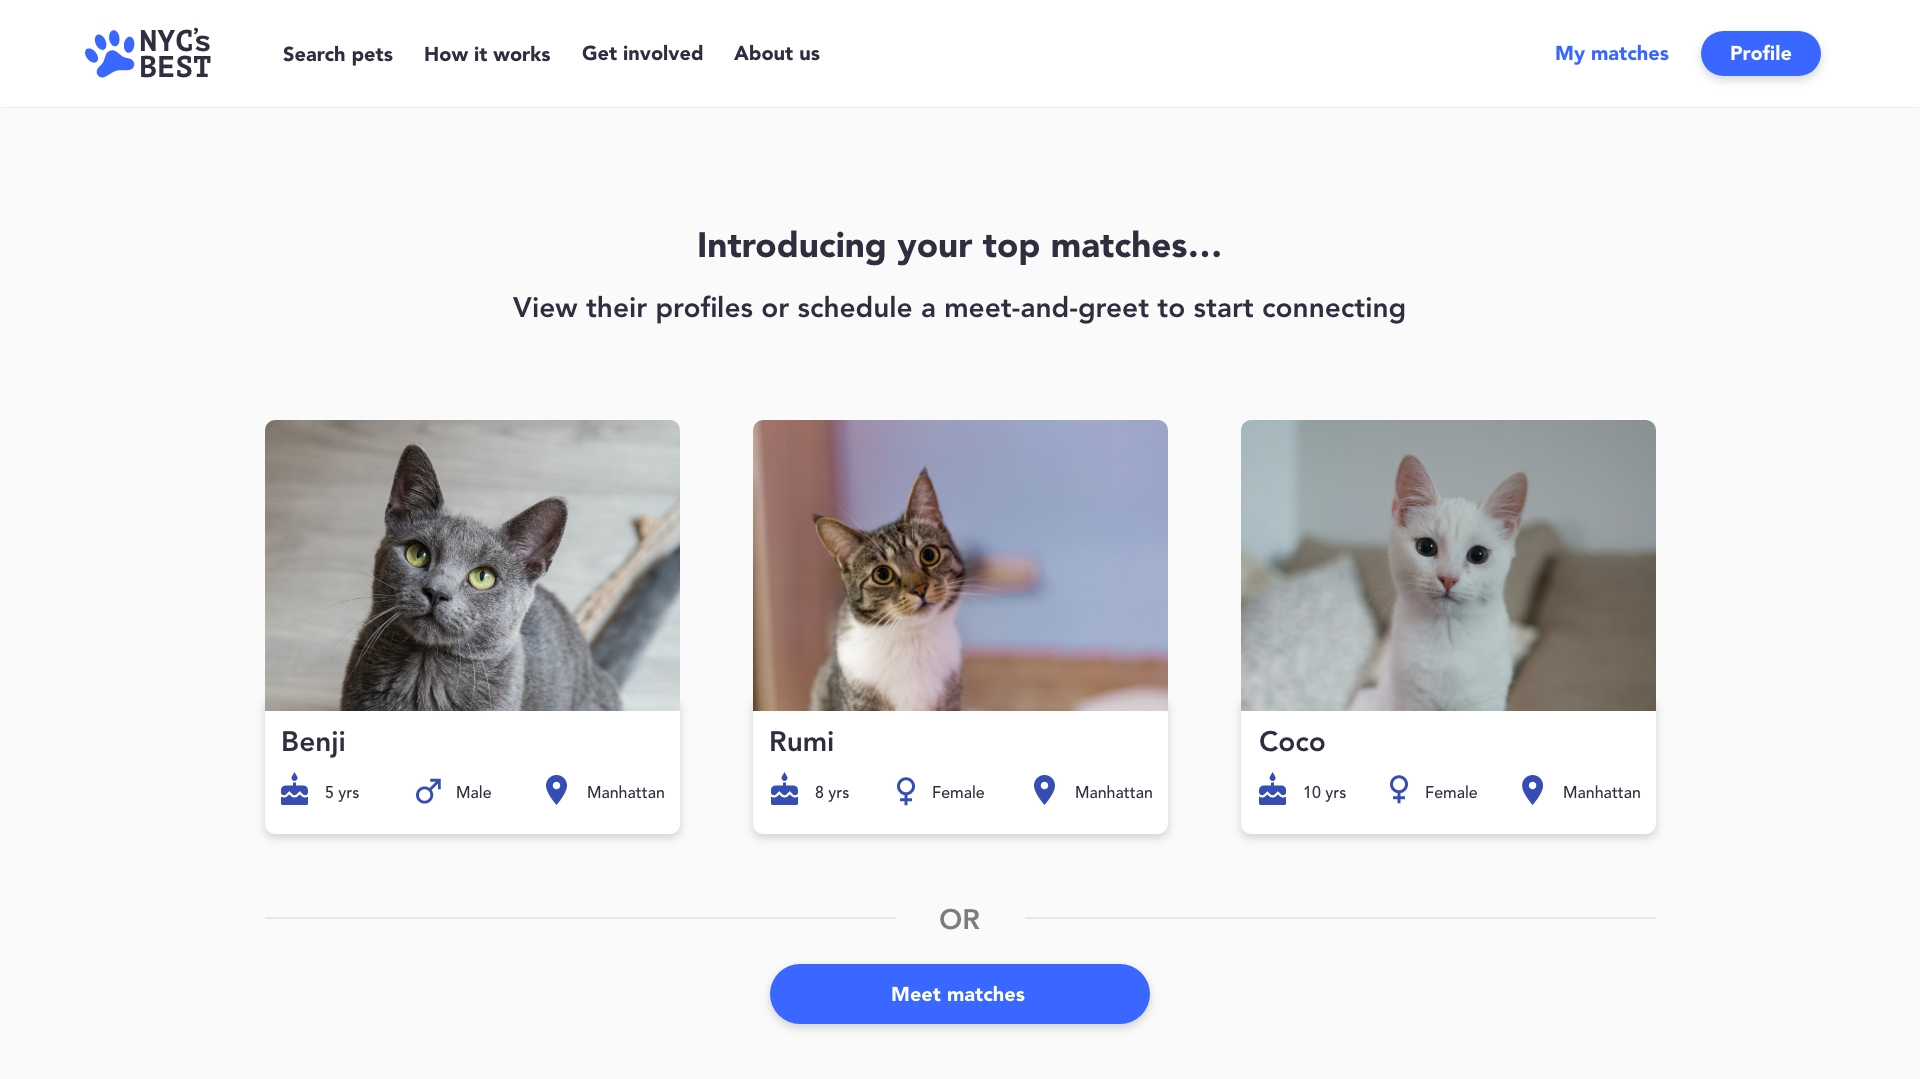 NYC's
BEST
Search pets
How it works
Get involved
About us
My matches
Profile
Introducing your top matches...
View their profiles or schedule a meet-and-greet to start connecting
Benji
5 yrs
Male
Manhattan
Rumi
8 yrs
Female
Manhattan
Coco
10 yrs
Female
Manhattan
OR
Meet matches